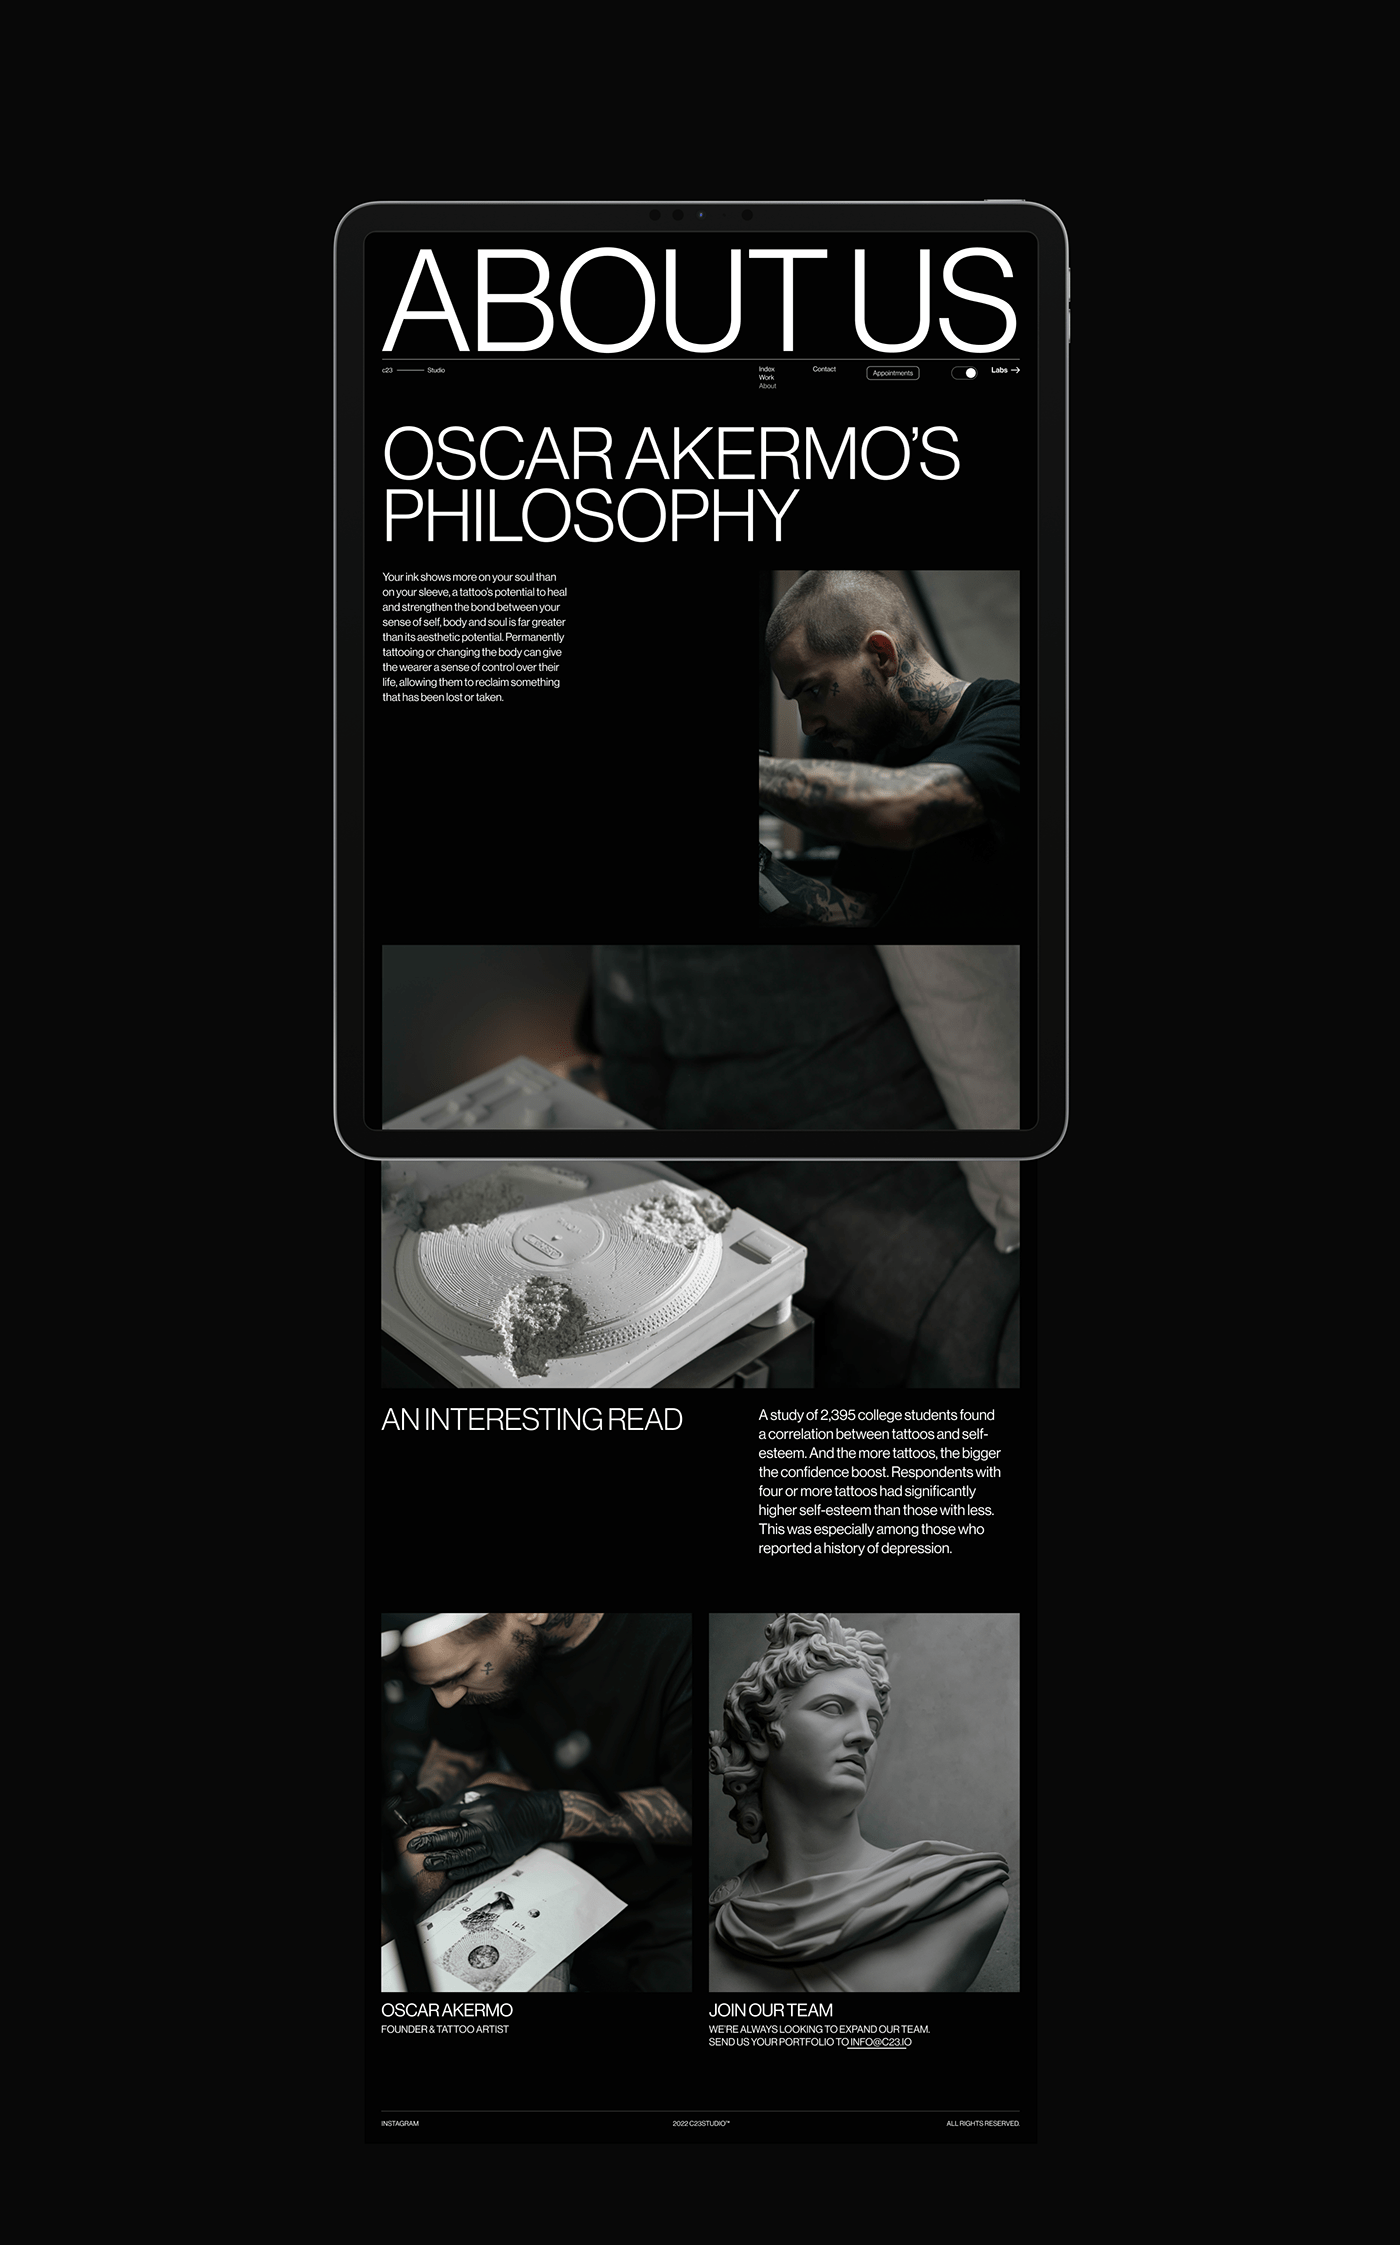 ABOUT US
c23 Studio
Index
Work
About
Contact
Appointments
Labs →
OSCAR AKERMO’S
PHILOSOPHY
Your ink shows more on your soul than
on your sleeve, a tattoo’s potential to heal
and strengthen the bond between your
sense of self, body and soul is far greater
than its aesthetic potential. Permanently
tattooing or changing the body can give
the wearer a sense of control over their
life, allowing them to reclaim something
that has been lost or taken.
AN INTERESTING READ
A study of 2,395 college students found
a correlation between tattoos and self-
esteem. And the more tattoos, the bigger
the confidence boost. Respondents with
four or more tattoos had significantly
higher self-esteem than those with less.
This was especially among those who
reported a history of depression.
OSCAR AKERMO
FOUNDER & TATTOO ARTIST
JOIN OUR TEAM
WE’RE ALWAYS LOOKING TO EXPAND OUR TEAM.
SEND US YOUR PORTFOLIO TO INFO@C23.IO
INSTAGRAM
2022 C23STUDIO™
ALL RIGHTS RESERVED.